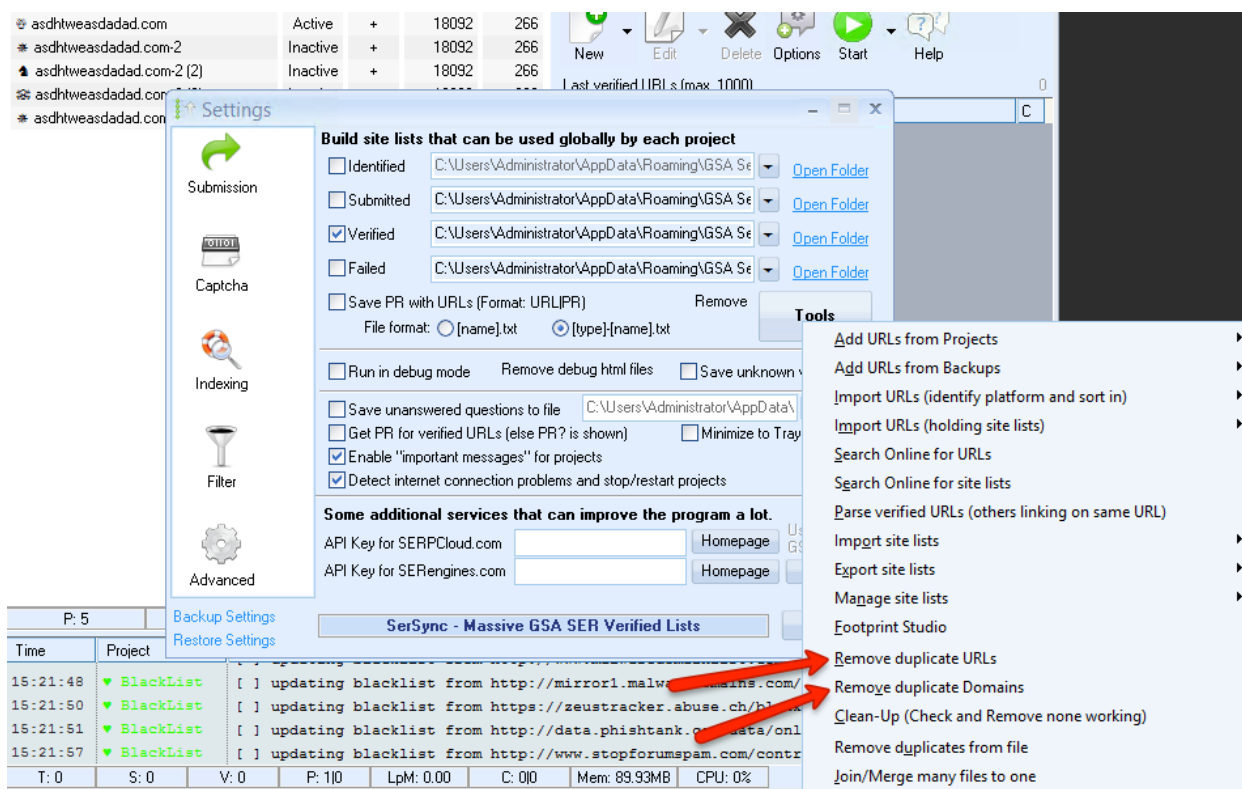 asdhtweasdadad.com Active + 18092 266
asdhtweasdadad.com-2 Inactive + 18092 266
asdhtweasdadad.com-2 (2) Inactive + 18092 266
asdhtweasdadad.com
asdhtweasdadad.com
New Edit Delete Options Start Help
Last verified URLs (max. 1000) 0
C
Settings
Submission
Captcha
Indexing
Filter
Advanced
Backup Settings
Restore Settings
Build site lists that can be used globally by each project
Identified C:\Users\Administrator\AppData\Roaming\GSA Se Open Folder
Submitted C:\Users\Administrator\AppData\Roaming\GSA Se Open Folder
Verified C:\Users\Administrator\AppData\Roaming\GSA Se Open Folder
Failed C:\Users\Administrator\AppData\Roaming\GSA Se Open Folder
Save PR with URLs (Format: URL|PR) Remove
Tools
File format: [name].txt [type]-[name].txt
Run in debug mode Remove debug html files Save unknown
Save unanswered questions to file C:\Users\Administrator\AppData\
Get PR for verified URLs (else PR? is shown) Minimize to Tray
Enable "important messages" for projects
Detect internet connection problems and stop/restart projects
Some additional services that can improve the program a lot.
API Key for SERPCloud.com Homepage
API Key for SERengines.com Homepage
SerSync - Massive GSA SER Verified Lists
Add URLs from Projects
Add URLs from Backups
Import URLs (identify platform and sort in)
Import URLs (holding site lists)
Search Online for URLs
Search Online for site lists
Parse verified URLs (others linking on same URL)
Import site lists
Export site lists
Manage site lists
Footprint Studio
Remove duplicate URLs
Remove duplicate Domains
Clean-Up (Check and Remove none working)
Remove duplicates from file
Join/Merge many files to one
P: 5
Time Project
15:21:48 BlackList [ ] updating blacklist from http://mirror1.malwa
15:21:50 BlackList [ ] updating blacklist from https://zeustracker.abuse.ch/
15:21:51 BlackList [ ] updating blacklist from http://data.phishtank.
15:21:57 BlackList [ ] updating blacklist from http://www.stopforumspam.com/contr
T: 0 S: 0 V: 0 P: 1|0 LpM: 0.00 C: 0|0 Mem: 89.93MB CPU: 0%